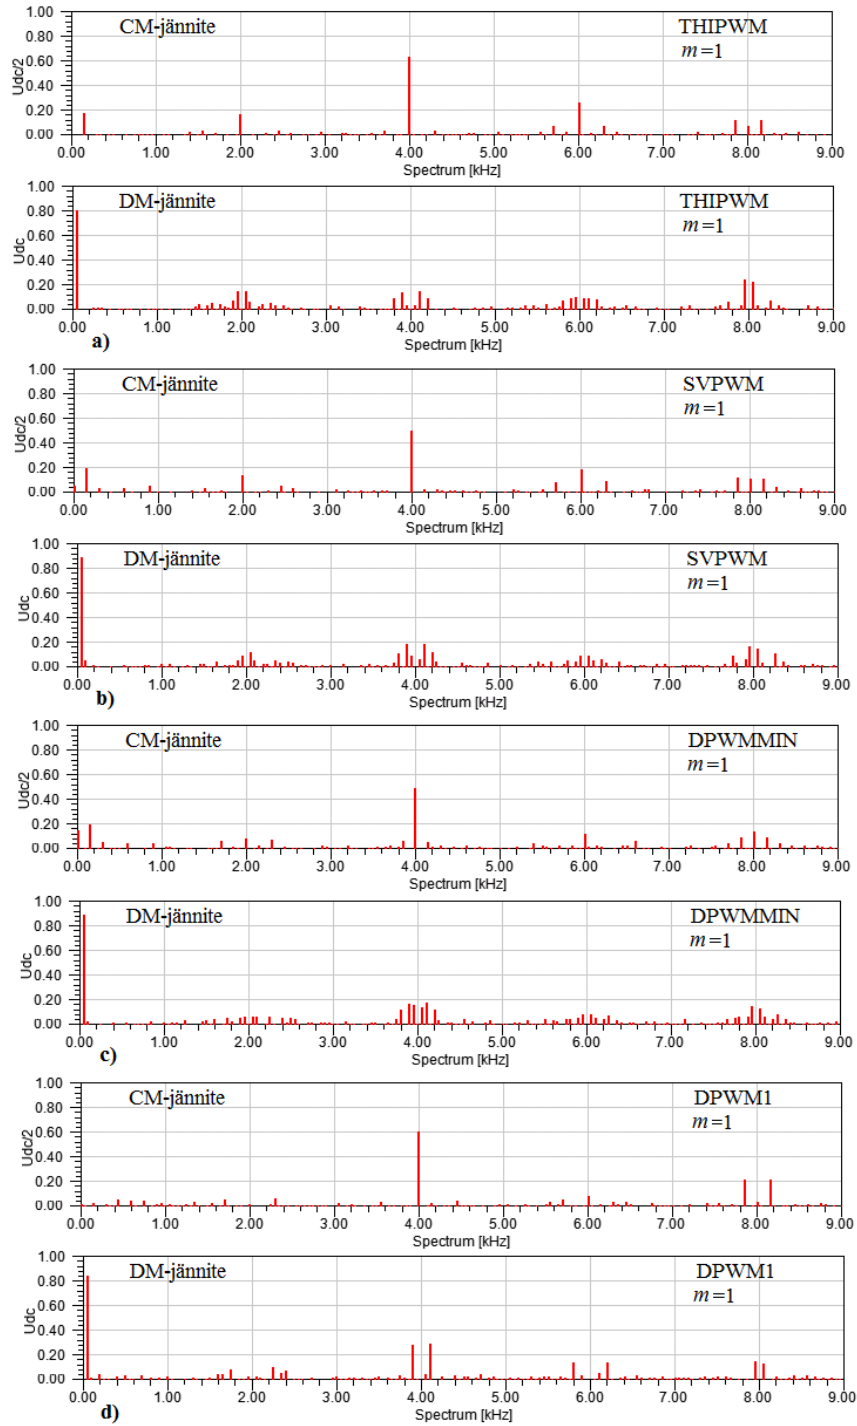 1.00 CM-jännite THIPWM
0.80 m=1
Udc/2
0.60
0.40
0.20
0.00
0.00 1.00 2.00 3.00 4.00 5.00 6.00 7.00 8.00 9.00
Spectrum [kHz]
1.00 DM-jännite THIPWM
0.80 m=1
Udc
0.60
0.40
0.20
0.00
0.00 1.00 2.00 3.00 4.00 5.00 6.00 7.00 8.00 9.00
a) Spectrum [kHz]
1.00 CM-jännite SVPWM
0.80 m=1
Udc/2
0.60
0.40
0.20
0.00
0.00 1.00 2.00 3.00 4.00 5.00 6.00 7.00 8.00 9.00
Spectrum [kHz]
1.00 DM-jännite SVPWM
0.80 m=1
Udc
0.60
0.40
0.20
0.00
0.00 1.00 2.00 3.00 4.00 5.00 6.00 7.00 8.00 9.00
b) Spectrum [kHz]
1.00 CM-jännite DPWMMIN
0.80 m=1
Udc/2
0.60
0.40
0.20
0.00
0.00 1.00 2.00 3.00 4.00 5.00 6.00 7.00 8.00 9.00
Spectrum [kHz]
1.00 DM-jännite DPWMMIN
0.80 m=1
Udc
0.60
0.40
0.20
0.00
0.00 1.00 2.00 3.00 4.00 5.00 6.00 7.00 8.00 9.00
c) Spectrum [kHz]
1.00 CM-jännite DPWM1
0.80 m=1
Udc/2
0.60
0.40
0.20
0.00
0.00 1.00 2.00 3.00 4.00 5.00 6.00 7.00 8.00 9.00
Spectrum [kHz]
1.00 DM-jännite DPWM1
0.80 m=1
Udc
0.60
0.40
0.20
0.00
0.00 1.00 2.00 3.00 4.00 5.00 6.00 7.00 8.00 9.00
d) Spectrum [kHz]